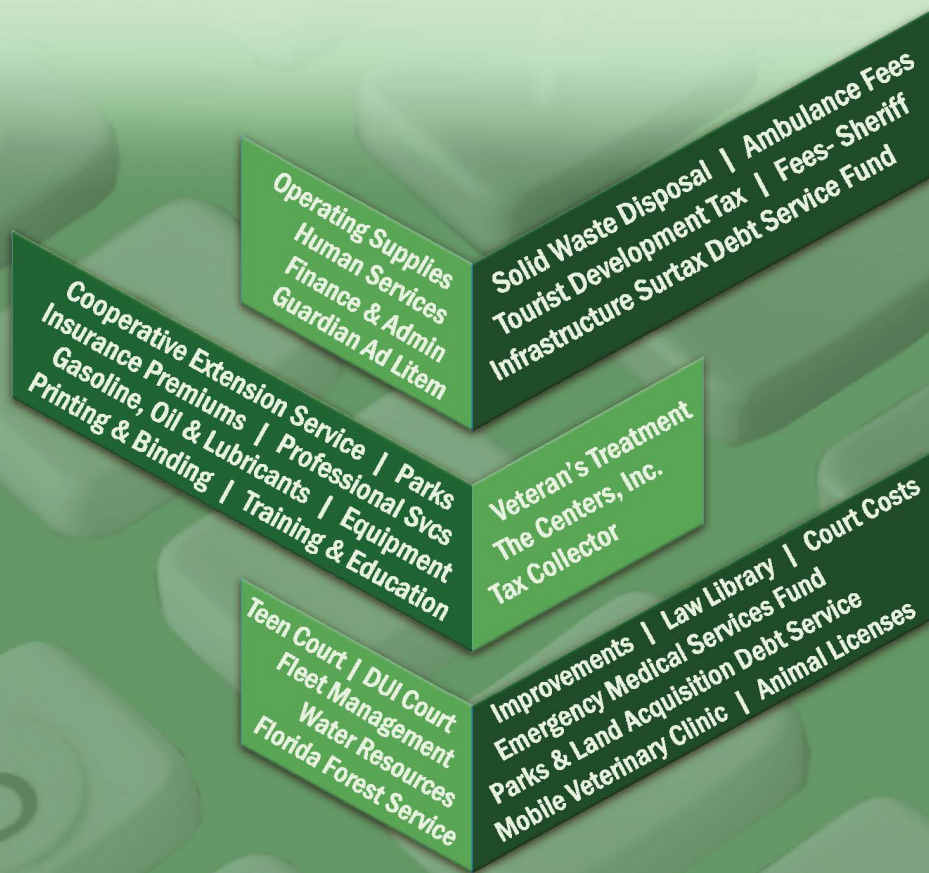 Operating Supplies
Human Services
Finance & Admin
Guardian Ad Litem
Solid Waste Disposal | Ambulance Fees
Tourist Development Tax | Fees- Sheriff
Infrastructure Surtax Debt Service Fund
Cooperative Extension Service | Parks
Insurance Premiums | Professional Svcs
Gasoline, Oil & Lubricants | Equipment
Printing & Binding | Training & Education
Veteran's Treatment
The Centers, Inc.
Tax Collector
Teen Court | DUI Court
Fleet Management
Water Resources
Florida Forest Service
Improvements | Law Library | Court Costs
Emergency Medical Services Fund
Parks & Land Acquisition Debt Service
Mobile Veterinary Clinic | Animal Licenses